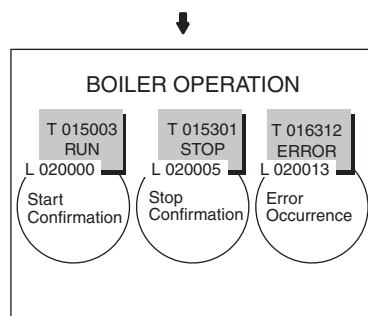 BOILER OPERATION
T 015003
RUN
L 020000
Start
Confirmation
T 015301
STOP
L 020005
Stop
Confirmation
T 016312
ERROR
L 020013
Error
Occurrence